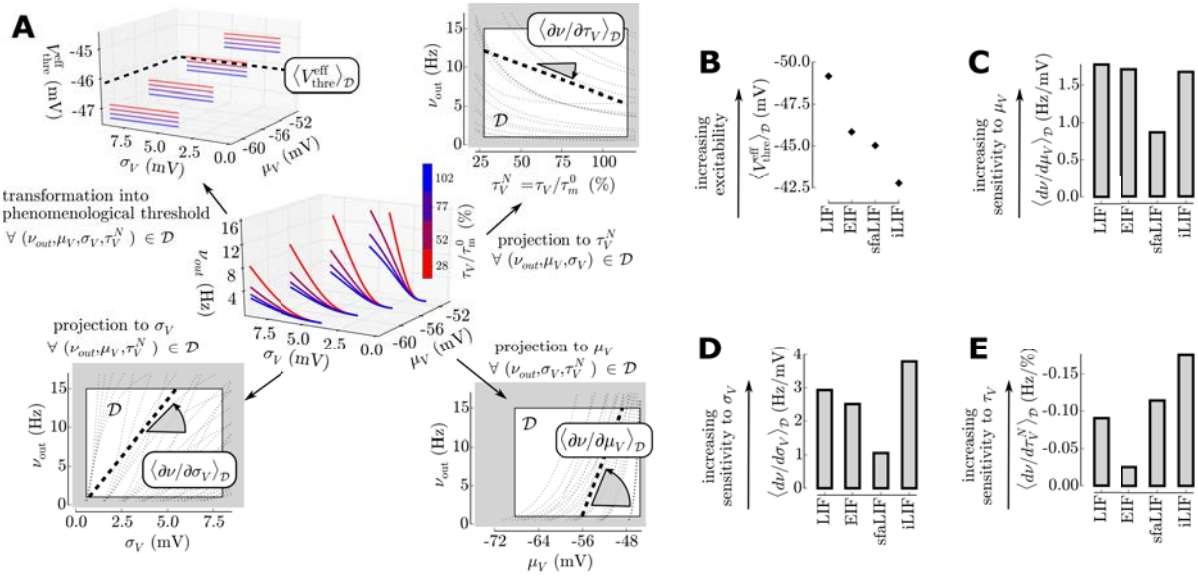 A
-45
-46
-47
V_thre^eff (mV)
7.5
5.0
2.5
0.0
σ_V (mV)
-60
-56
-52
μ_V (mV)
⟨V_thre^eff⟩_D
15
10
5
0
ν_out (Hz)
⟨∂ν/∂τ_V⟩_D
D
25
50
75
100
τ_V^N = τ_V/τ_m^0 (%)
transformation into
phenomenological threshold
∀ (ν_out,μ_V,σ_V,τ_V^N) ∈ D
16
12
8
4
ν_out (Hz)
7.5
5.0
2.5
0.0
σ_V (mV)
-60
-56
-52
μ_V (mV)
102
77
52
28
τ_V/τ_m^0 (%)
projection to τ_V^N
∀ (ν_out,μ_V,σ_V) ∈ D
projection to σ_V
∀ (ν_out,μ_V,τ_V^N) ∈ D
15
10
5
0
ν_out (Hz)
D
⟨∂ν/∂σ_V⟩_D
0.0
2.5
5.0
7.5
σ_V (mV)
projection to μ_V
∀ (ν_out,σ_V,τ_V^N) ∈ D
15
10
5
0
ν_out (Hz)
D
⟨∂ν/∂μ_V⟩_D
-72
-64
-56
-48
μ_V (mV)
B
increasing
excitability
⟨V_thre^eff⟩_D (mV)
-50.0
-47.5
-45.0
-42.5
LIF
EIF
sfaLIF
iLIF
C
increasing
sensitivity to μ_V
⟨dν/dμ_V⟩_D (Hz/mV)
1.5
1.0
0.5
0.0
LIF
EIF
sfaLIF
iLIF
D
increasing
sensitivity to σ_V
⟨dν/dσ_V⟩_D (Hz/mV)
4
3
2
1
0
LIF
EIF
sfaLIF
iLIF
E
increasing
sensitivity to τ_V
⟨dν/dτ_V^N⟩_D (Hz/%)
-0.15
-0.10
-0.05
0.00
LIF
EIF
sfaLIF
iLIF